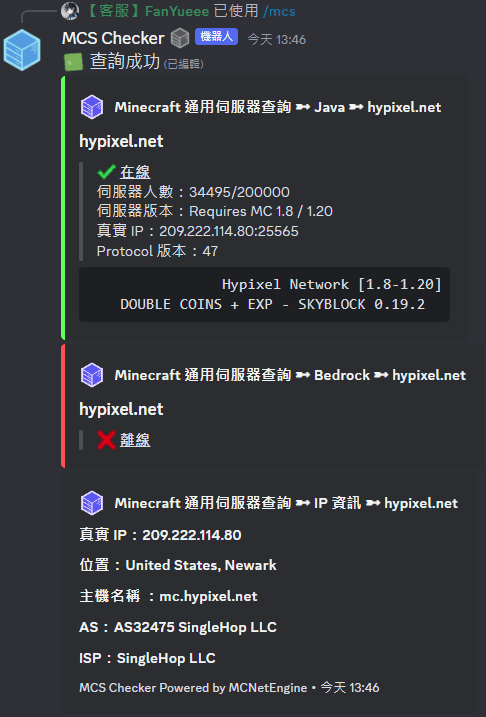 【客服】FanYueee 已使用 /mcs
MCS Checker 機器人 今天 13:46
查詢成功 (已編輯)
Minecraft 通用伺服器查詢 ➵ Java ➵ hypixel.net
hypixel.net
在線
伺服器人數：34495/200000
伺服器版本：Requires MC 1.8 / 1.20
真實 IP：209.222.114.80:25565
Protocol 版本：47
Hypixel Network [1.8-1.20]
DOUBLE COINS + EXP - SKYBLOCK 0.19.2
Minecraft 通用伺服器查詢 ➵ Bedrock ➵ hypixel.net
hypixel.net
離線
Minecraft 通用伺服器查詢 ➵ IP 資訊 ➵ hypixel.net
真實 IP：209.222.114.80
位置：United States, Newark
主機名稱 ：mc.hypixel.net
AS：AS32475 SingleHop LLC
ISP：SingleHop LLC
MCS Checker Powered by MCNetEngine • 今天 13:46